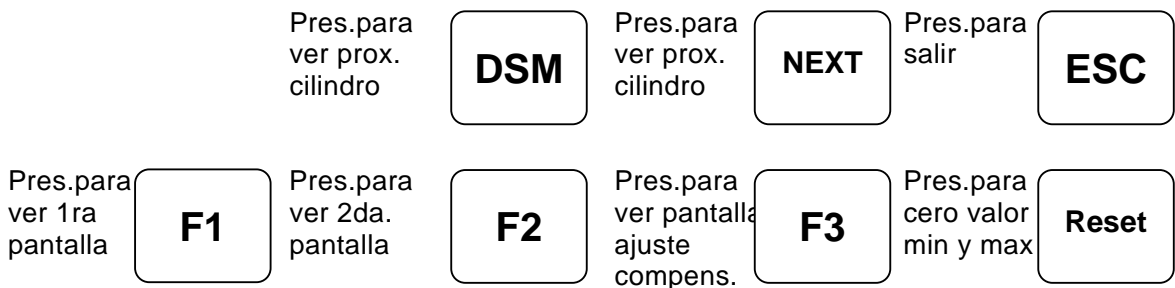 Pres.para
ver prox.
cilindro
DSM
Pres.para
ver prox.
cilindro
NEXT
Pres.para
salir
ESC
Pres.para
ver 1ra
pantalla
F1
Pres.para
ver 2da.
pantalla
F2
Pres.para
ver pantalla
ajuste
compens.
F3
Pres.para
cero valor
min y max
Reset